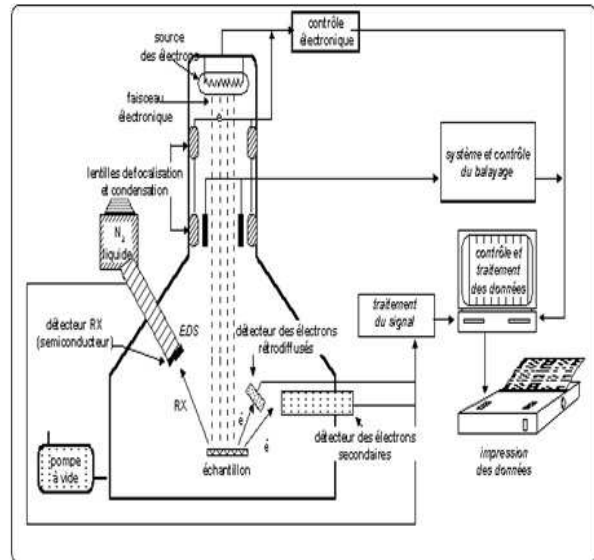 contrôle
électronique
source
des électrons
faisceau
électronique
e
lentilles defocalisation
et condensation
système et contrôle
du balayage
N₂
liquide
contrôle et
traitement
des données
traitement
du signal
détecteur RX
(semiconducteur)
EDS
détecteur des électrons
rétrodiffusés
RX
é
é
détecteur des électrons
secondaires
échantillon
pompe
à vide
impression
des données